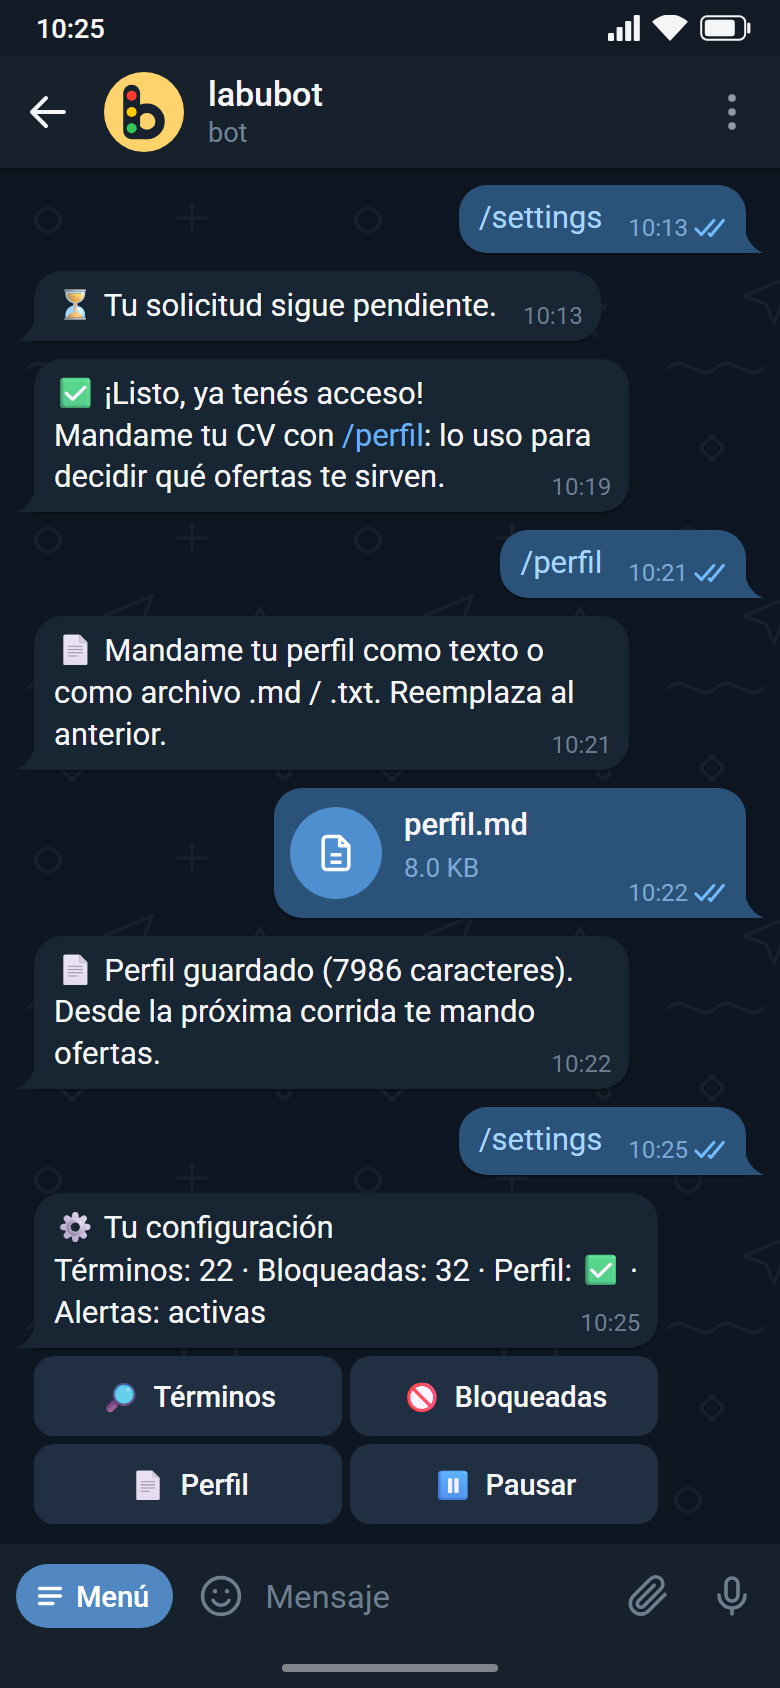 10:25
labubot
bot
/settings 10:13
⏳ Tu solicitud sigue pendiente. 10:13
✅ ¡Listo, ya tenés acceso!
Mandame tu CV con /perfil: lo uso para
decidir qué ofertas te sirven. 10:19
/perfil 10:21
📄 Mandame tu perfil como texto o
como archivo .md / .txt. Reemplaza al
anterior. 10:21
perfil.md
8.0 KB
10:22
📄 Perfil guardado (7986 caracteres).
Desde la próxima corrida te mando
ofertas. 10:22
/settings 10:25
⚙️ Tu configuración
Términos: 22 · Bloqueadas: 32 · Perfil: ✅ ·
Alertas: activas 10:25
🔎 Términos
🚫 Bloqueadas
📄 Perfil
⏸️ Pausar
Menú
Mensaje